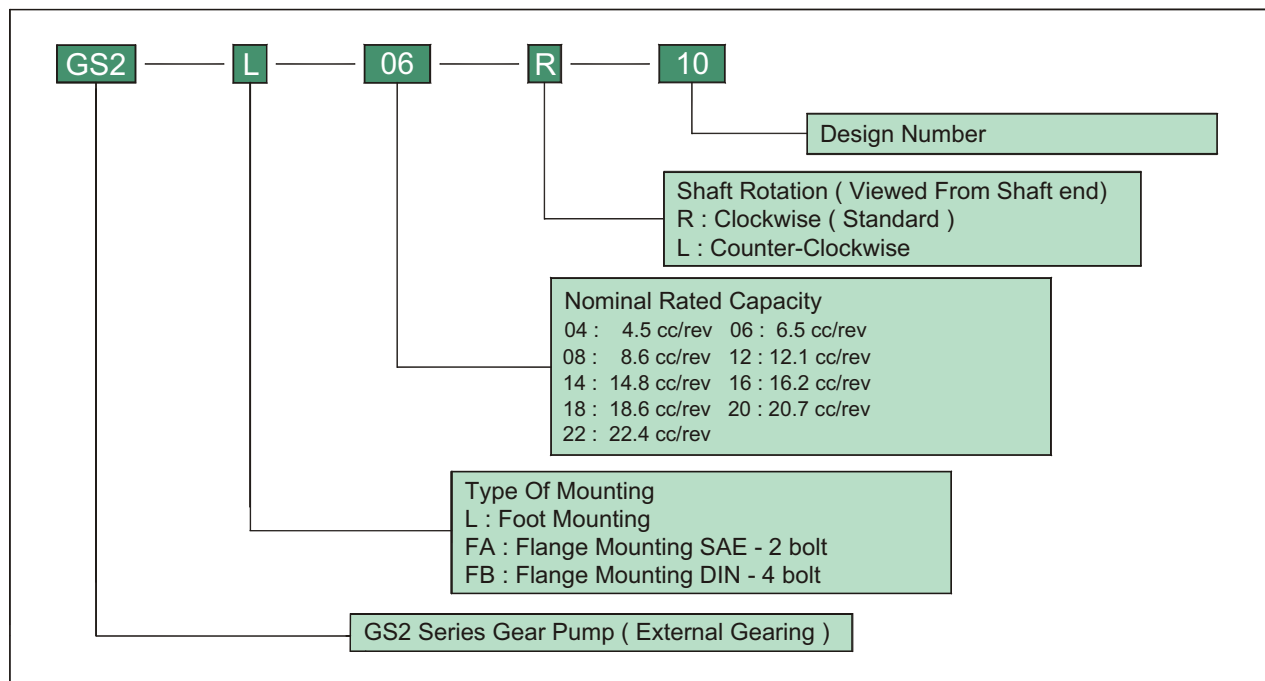 GS2 L 06 R 10
Design Number
Shaft Rotation ( Viewed From Shaft end)
R : Clockwise ( Standard )
L : Counter-Clockwise
Nominal Rated Capacity
04 : 4.5 cc/rev 06 : 6.5 cc/rev
08 : 8.6 cc/rev 12 : 12.1 cc/rev
14 : 14.8 cc/rev 16 : 16.2 cc/rev
18 : 18.6 cc/rev 20 : 20.7 cc/rev
22 : 22.4 cc/rev
Type Of Mounting
L : Foot Mounting
FA : Flange Mounting SAE - 2 bolt
FB : Flange Mounting DIN - 4 bolt
GS2 Series Gear Pump ( External Gearing )